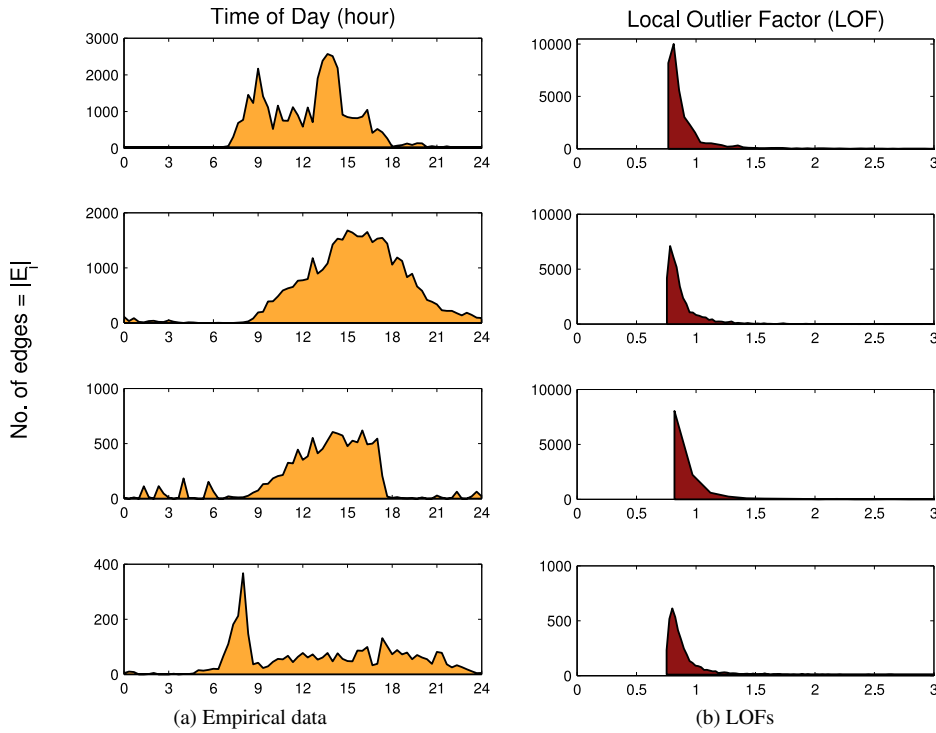 Time of Day (hour)
Local Outlier Factor (LOF)
No. of edges = |E_i|
3000
2000
1000
0
0 3 6 9 12 15 18 21 24
10000
5000
0
0 0.5 1 1.5 2 2.5 3
2000
1000
0
0 3 6 9 12 15 18 21 24
10000
5000
0
0 0.5 1 1.5 2 2.5 3
1000
500
0
0 3 6 9 12 15 18 21 24
10000
5000
0
0 0.5 1 1.5 2 2.5 3
400
200
0
0 3 6 9 12 15 18 21 24
1000
500
0
0 0.5 1 1.5 2 2.5 3
(a) Empirical data
(b) LOFs